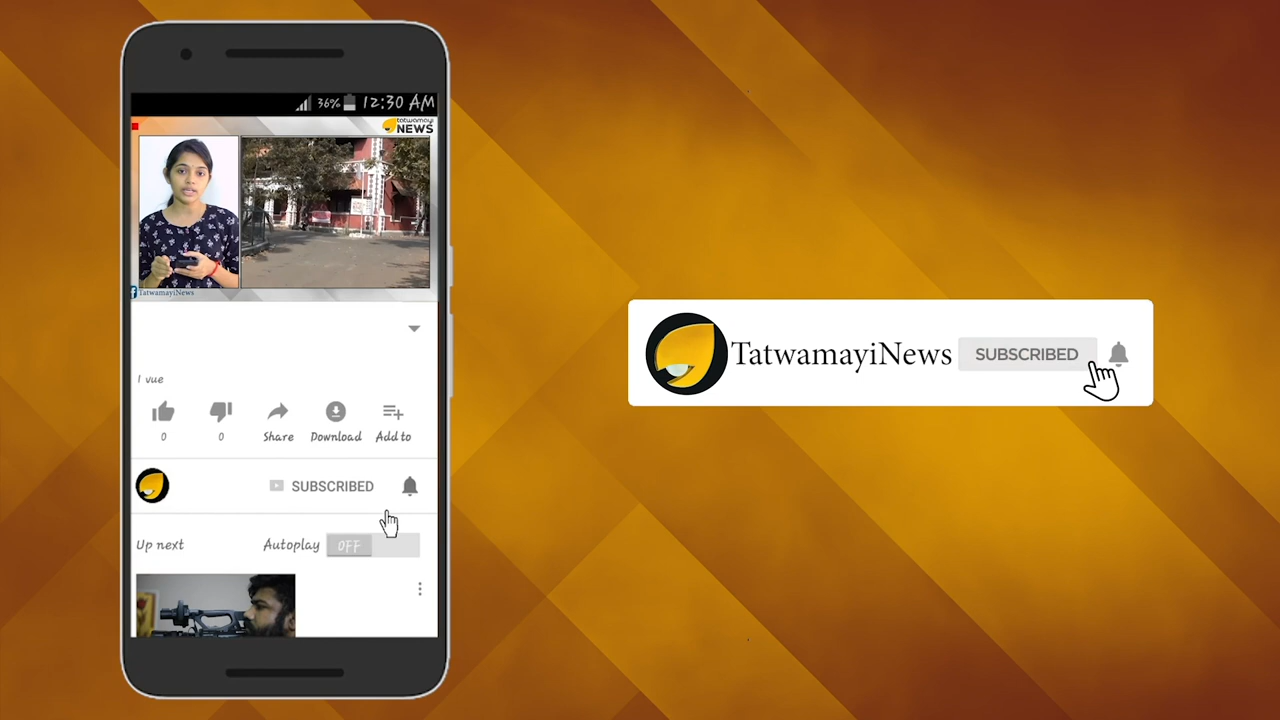 36% 12:30 AM
tatwamayi
NEWS
TatwamayiNews
1 vue
0 0 Share Download Add to
SUBSCRIBED
Up next Autoplay OFF
TatwamayiNews SUBSCRIBED